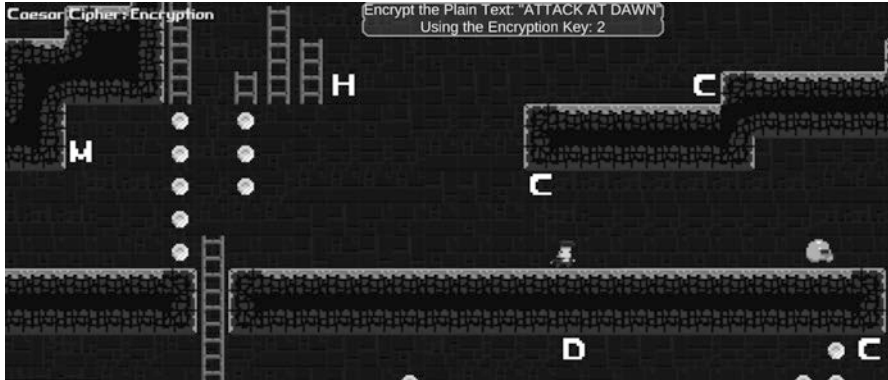 Caesar Cipher:Encryption
Encrypt the Plain Text: "ATTACK AT DAWN"
Using the Encryption Key: 2
H
C
M
C
D
C